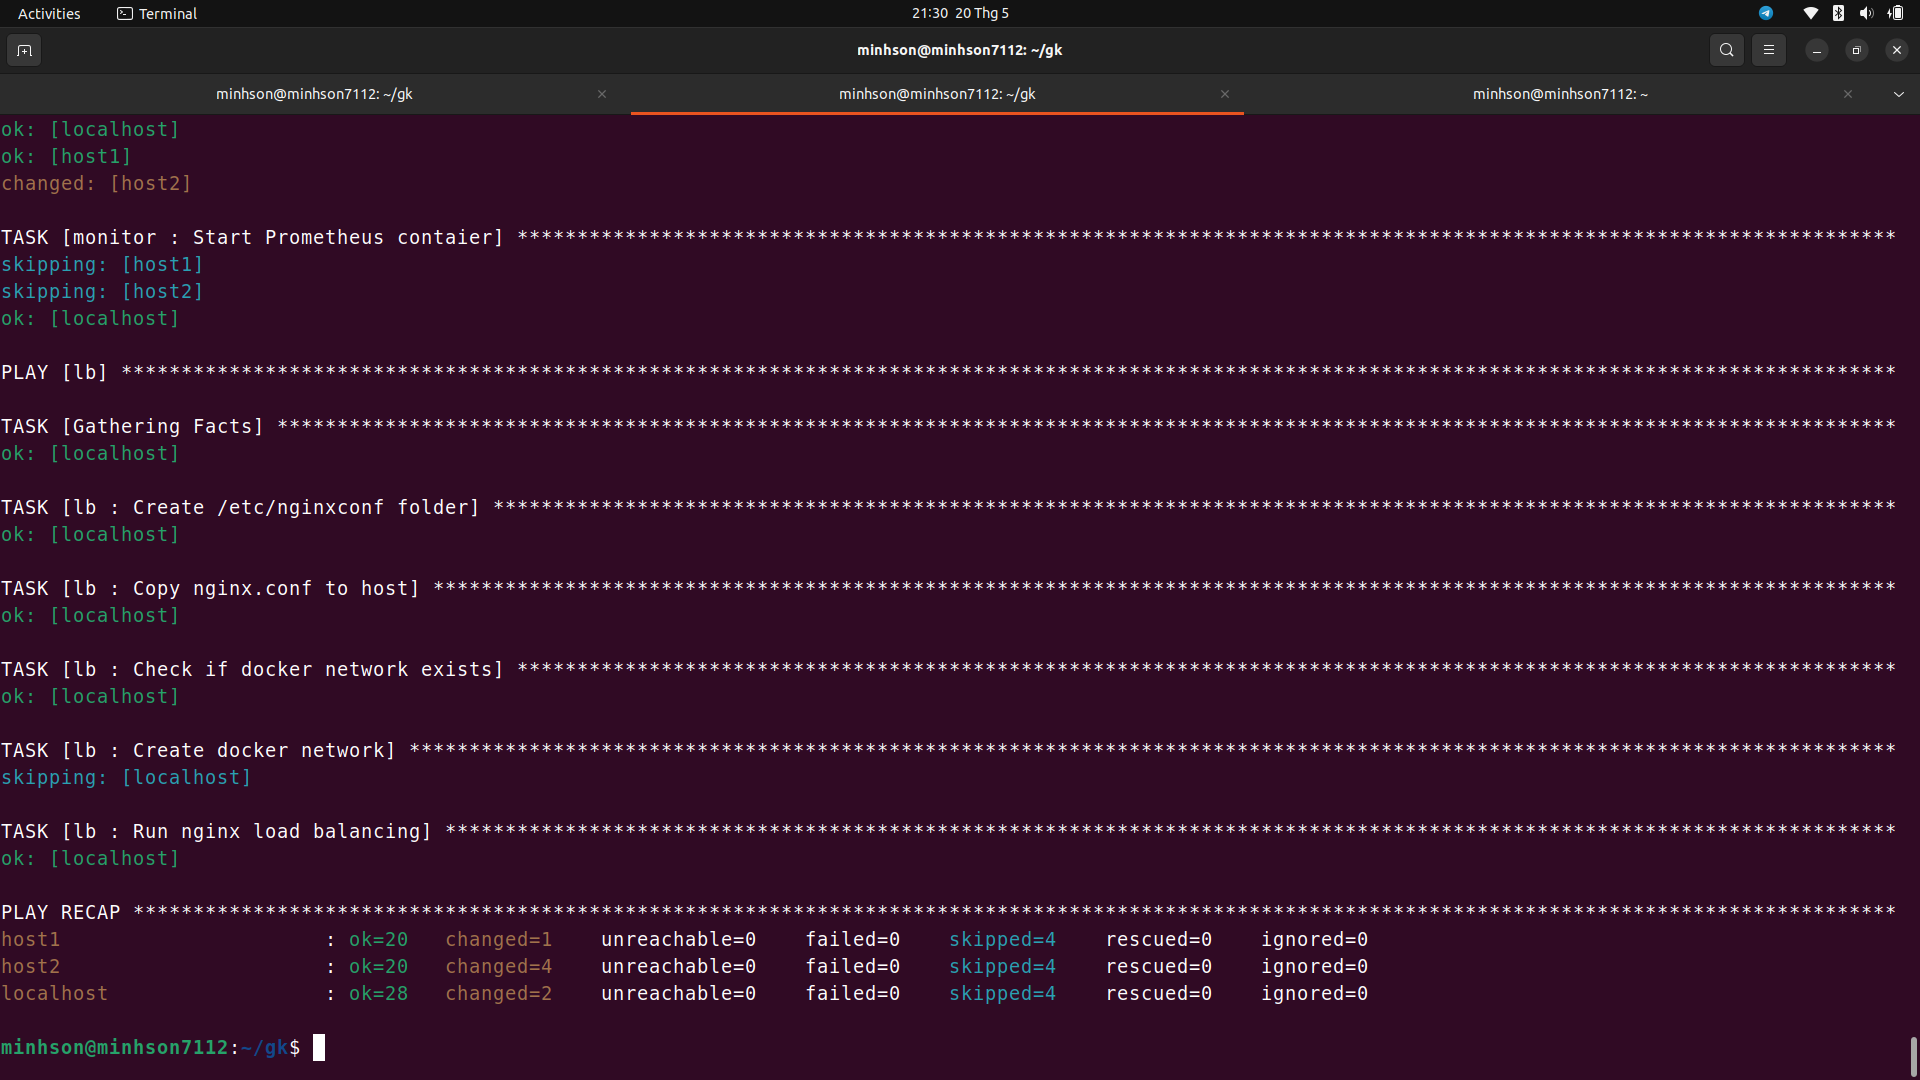 Activities Terminal 21:30 20 Thg 5
minhson@minhson7112: ~/gk
minhson@minhson7112: ~/gk minhson@minhson7112: ~/gk minhson@minhson7112: ~
ok: [localhost]
ok: [host1]
changed: [host2]
TASK [monitor : Start Prometheus contaier] *******************************************************************************************************************
skipping: [host1]
skipping: [host2]
ok: [localhost]
PLAY [lb] ****************************************************************************************************************************************************
TASK [Gathering Facts] ***************************************************************************************************************************************
ok: [localhost]
TASK [lb : Create /etc/nginxconf folder] *********************************************************************************************************************
ok: [localhost]
TASK [lb : Copy nginx.conf to host] **************************************************************************************************************************
ok: [localhost]
TASK [lb : Check if docker network exists] *******************************************************************************************************************
ok: [localhost]
TASK [lb : Create docker network] ****************************************************************************************************************************
skipping: [localhost]
TASK [lb : Run nginx load balancing] *************************************************************************************************************************
ok: [localhost]
PLAY RECAP ***************************************************************************************************************************************************
host1 : ok=20 changed=1 unreachable=0 failed=0 skipped=4 rescued=0 ignored=0
host2 : ok=20 changed=4 unreachable=0 failed=0 skipped=4 rescued=0 ignored=0
localhost : ok=28 changed=2 unreachable=0 failed=0 skipped=4 rescued=0 ignored=0
minhson@minhson7112:~/gk$